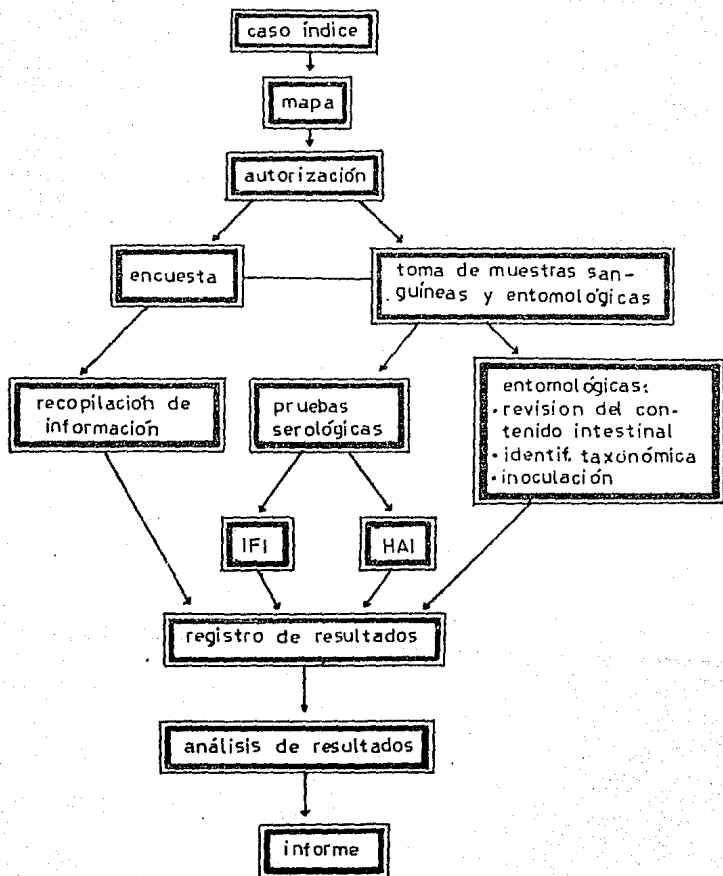 caso índice
mapa
autorización
encuesta
toma de muestras san-
guíneas y entomológicas
recopilación de
información
pruebas
serológicas
entomológicas:
• revision del con-
tenido intestinal
• identif. taxonómica
• inoculación
IFI
HAI
registro de resultados
análisis de resultados
informe